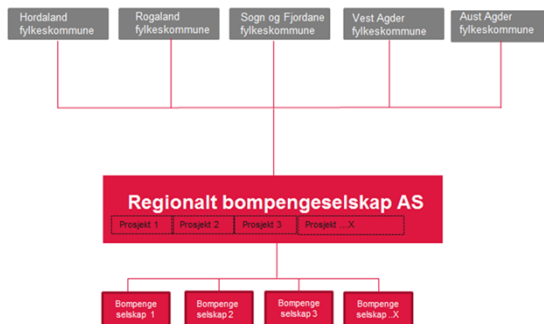 Hordaland
fylkeskommune
Rogaland
fylkeskommune
Sogn og Fjordane
fylkeskommune
Vest Agder
fylkeskommune
Aust Agder
fylkeskommune
Regionalt bompengeselskap AS
Prosjekt 1
Prosjekt 2
Prosjekt 3
Prosjekt ....X
Bompenge
selskap 1
Bompenge
selskap 2
Bompenge
selskap 3
Bompenge
selskap ..X